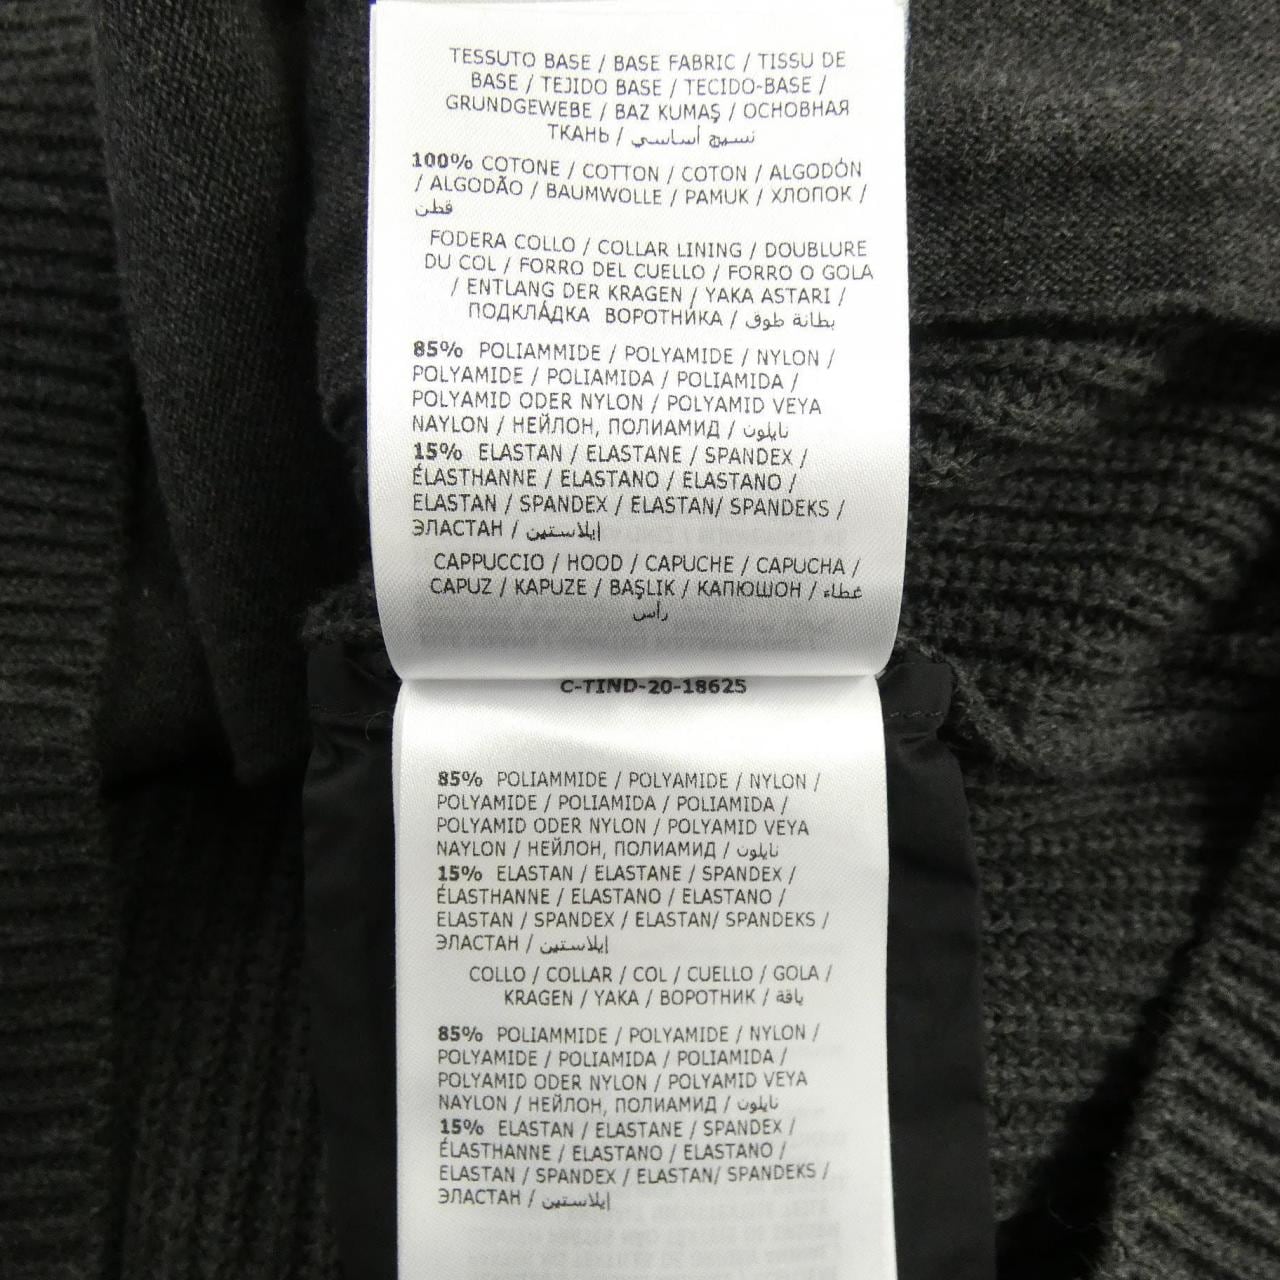 TESSUTO BASE / BASE FABRIC / TISSU DE
BASE / TEJIDO BASE / TECIDO-BASE /
GRUNDGEWEBE / BAZ KUMAŞ / ОСНОВНАЯ
ТКАНЬ / نسيج أساسي
100% COTONE / COTTON / COTON / ALGODÓN
/ ALGODÃO / BAUMWOLLE / PAMUK / ХЛОПОК /
قطن
FODERA COLLO / COLLAR LINING / DOUBLURE
DU COL / FORRO DEL CUELLO / FORRO O GOLA
/ ENTLANG DER KRAGEN / YAKA ASTARI /
ПОДКЛА́ДКА ВОРОТНИ́КА / بطانة طوق
85% POLIAMMIDE / POLYAMIDE / NYLON /
POLYAMIDE / POLIAMIDA / POLIAMIDA /
POLYAMID ODER NYLON / POLYAMID VEYA
NAYLON / НЕЙЛОН, ПОЛИАМИД / نايلون
15% ELASTAN / ELASTANE / SPANDEX /
ÉLASTHANNE / ELASTANO / ELASTANO /
ELASTAN / SPANDEX / ELASTAN/ SPANDEKS /
ЭЛАСТАН / إيلاستين
CAPPUCCIO / HOOD / CAPUCHE / CAPUCHA /
CAPUZ / KAPUZE / BAŞLIK / КАПЮШОН / غطاء
رأس
C-TIND-20-18625
85% POLIAMMIDE / POLYAMIDE / NYLON /
POLYAMIDE / POLIAMIDA / POLIAMIDA /
POLYAMID ODER NYLON / POLYAMID VEYA
NAYLON / НЕЙЛОН, ПОЛИАМИД / نايلون
15% ELASTAN / ELASTANE / SPANDEX /
ÉLASTHANNE / ELASTANO / ELASTANO /
ELASTAN / SPANDEX / ELASTAN/ SPANDEKS /
ЭЛАСТАН / إيلاستين
COLLO / COLLAR / COL / CUELLO / GOLA /
KRAGEN / YAKA / ВОРОТНИК / ياقة
85% POLIAMMIDE / POLYAMIDE / NYLON /
POLYAMIDE / POLIAMIDA / POLIAMIDA /
POLYAMID ODER NYLON / POLYAMID VEYA
NAYLON / НЕЙЛОН, ПОЛИАМИД / نايلون
15% ELASTAN / ELASTANE / SPANDEX /
ÉLASTHANNE / ELASTANO / ELASTANO /
ELASTAN / SPANDEX / ELASTAN/ SPANDEKS /
ЭЛАСТАН / إيلاستين